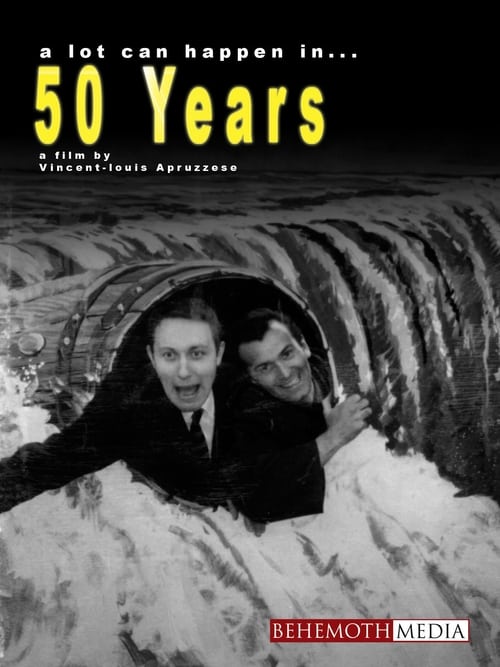 a lot can happen in...
50 Years
a film by
Vincent-louis Apruzzese
BEHEMOTH MEDIA